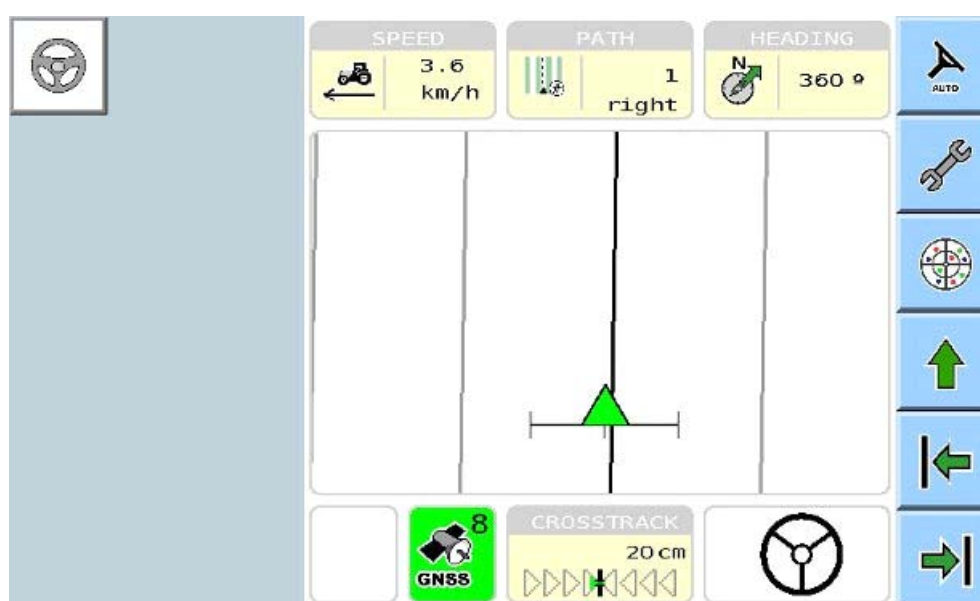 SPEED
3.6
km/h
PATH
1
right
HEADING
N
360 º
AUTO
8
GNSS
CROSSTRACK
20 cm